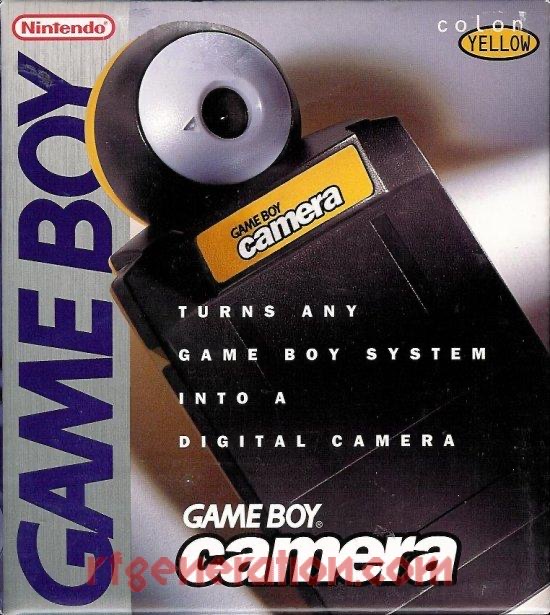 Nintendo®
colon
YELLOW
GAME BOY
GAME BOY
camera
TURNS ANY
GAME BOY SYSTEM
INTO A
DIGITAL CAMERA
GAME BOY®
camera
rfgeneration.com